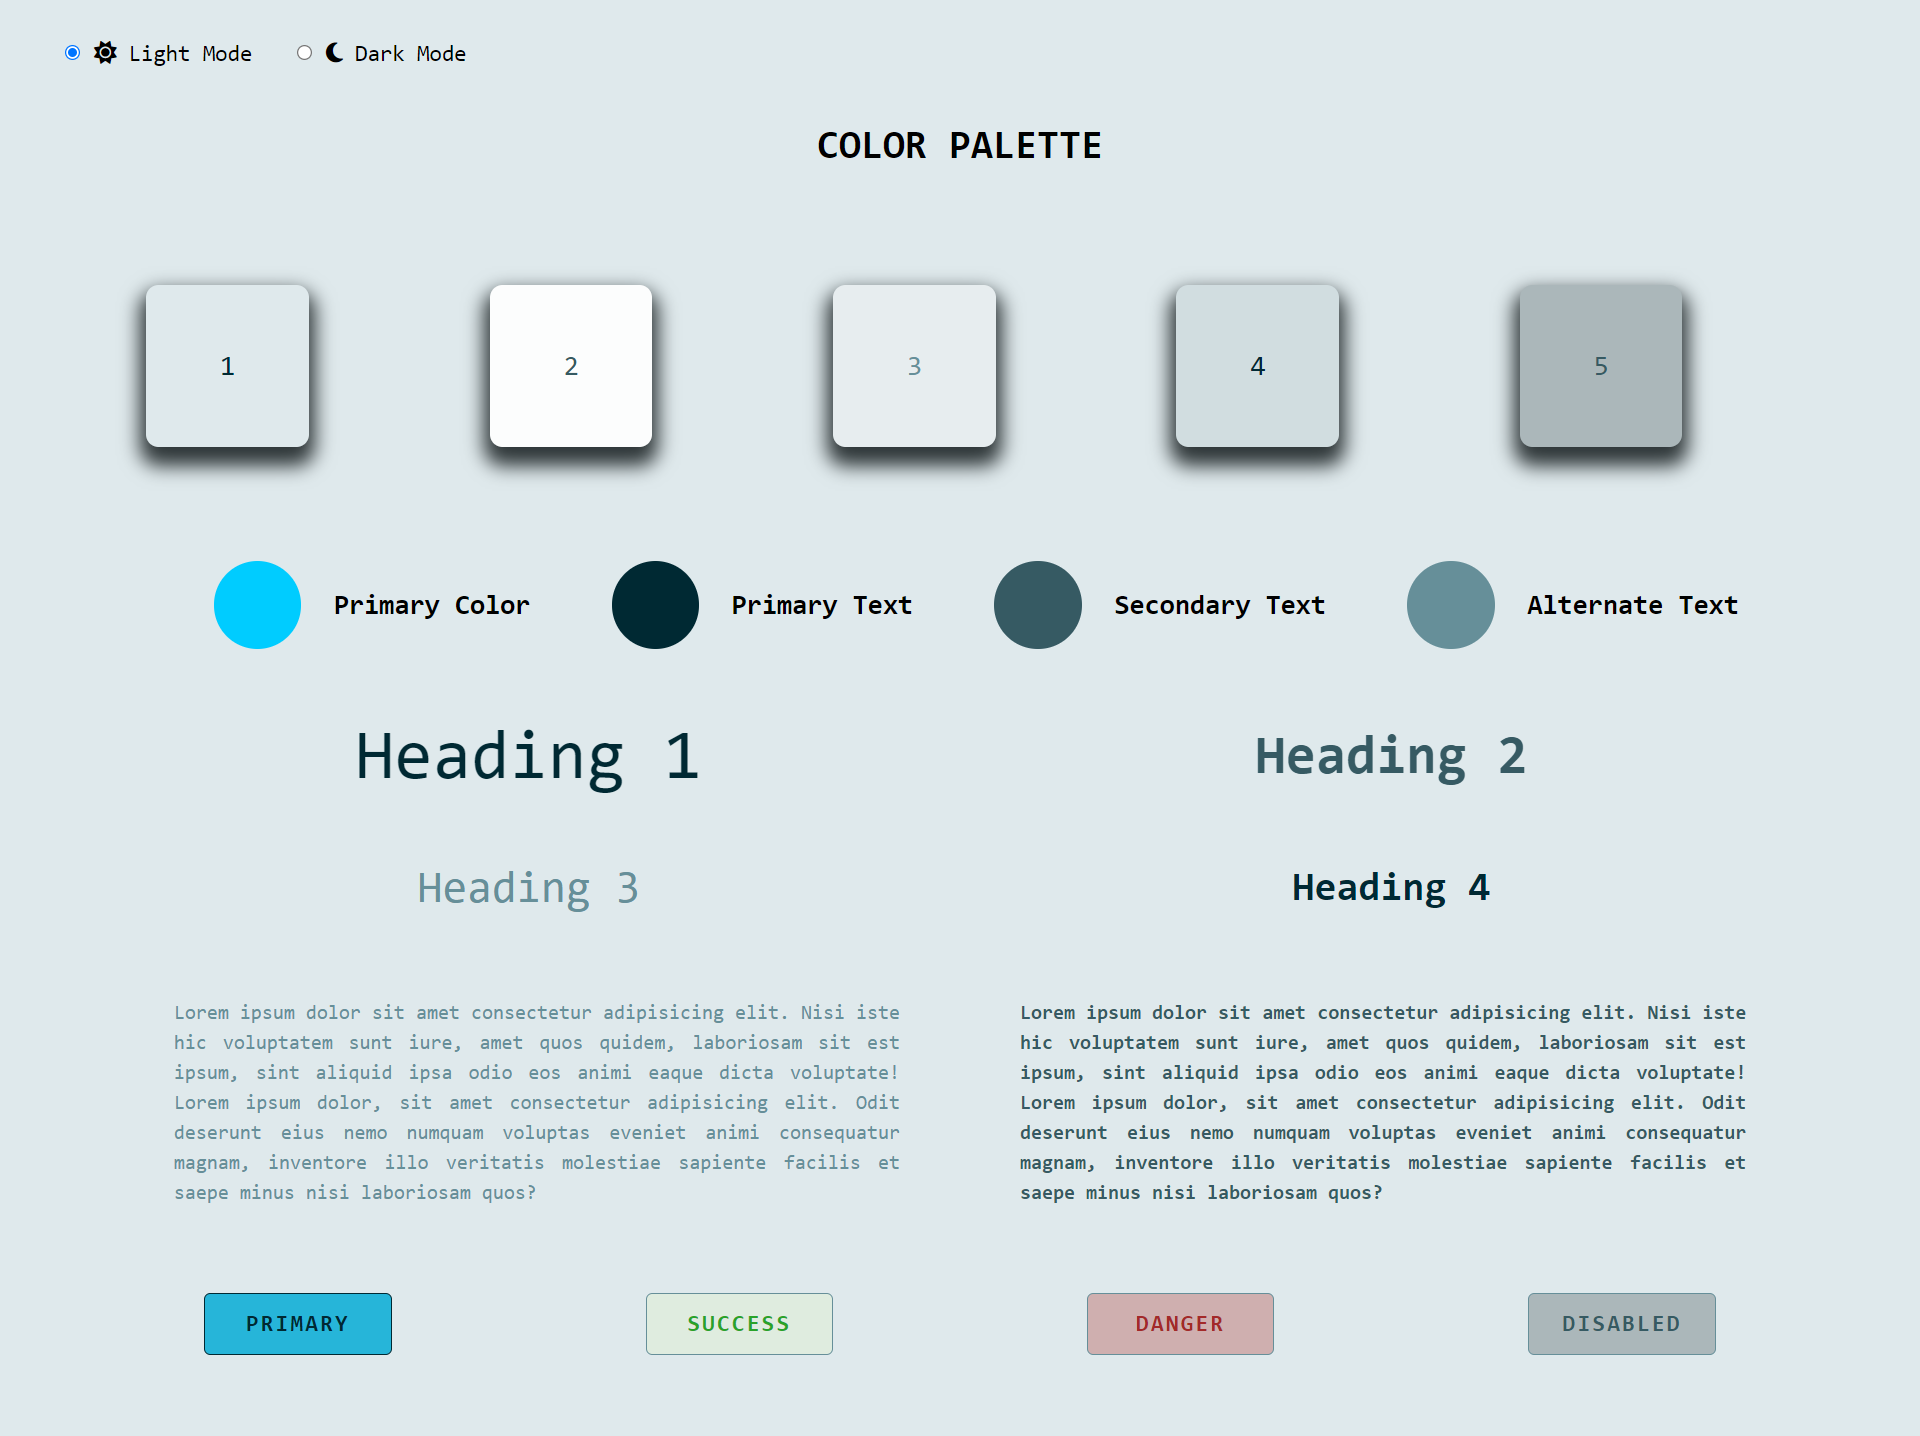 Light Mode Dark Mode
COLOR PALETTE
1 2 3 4 5
Primary Color Primary Text Secondary Text Alternate Text
Heading 1 Heading 2
Heading 3 Heading 4
Lorem ipsum dolor sit amet consectetur adipisicing elit. Nisi iste
hic voluptatem sunt iure, amet quos quidem, laboriosam sit est
ipsum, sint aliquid ipsa odio eos animi eaque dicta voluptate!
Lorem ipsum dolor, sit amet consectetur adipisicing elit. Odit
deserunt eius nemo numquam voluptas eveniet animi consequatur
magnam, inventore illo veritatis molestiae sapiente facilis et
saepe minus nisi laboriosam quos?
Lorem ipsum dolor sit amet consectetur adipisicing elit. Nisi iste
hic voluptatem sunt iure, amet quos quidem, laboriosam sit est
ipsum, sint aliquid ipsa odio eos animi eaque dicta voluptate!
Lorem ipsum dolor, sit amet consectetur adipisicing elit. Odit
deserunt eius nemo numquam voluptas eveniet animi consequatur
magnam, inventore illo veritatis molestiae sapiente facilis et
saepe minus nisi laboriosam quos?
PRIMARY SUCCESS DANGER DISABLED